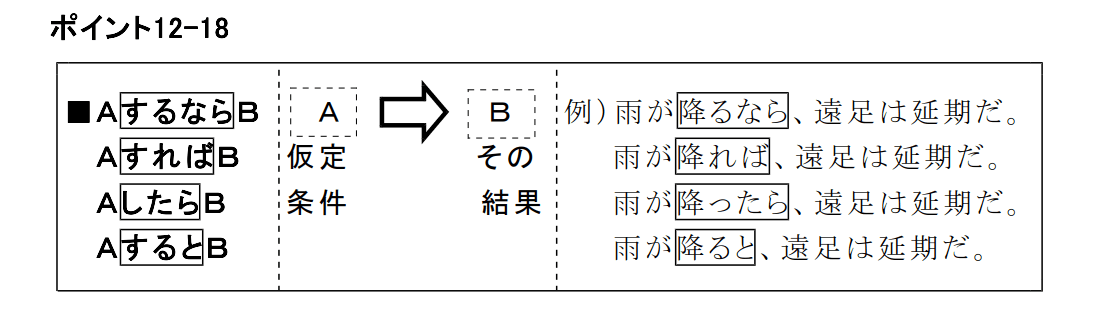 ポイント12-18
■AするならB A B 例)雨が降るなら、遠足は延期だ。
AすればB 仮定 その 雨が降れば、遠足は延期だ。
AしたらB 条件 結果 雨が降ったら、遠足は延期だ。
AするとB 雨が降ると、遠足は延期だ。